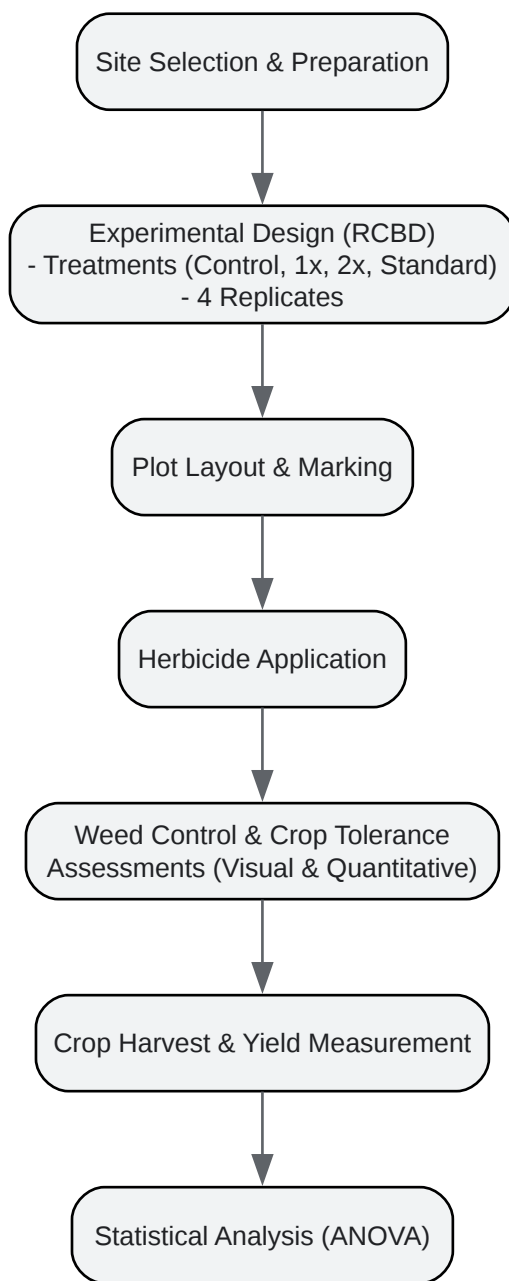 Site Selection & Preparation
Experimental Design (RCBD)
- Treatments (Control, 1x, 2x, Standard)
- 4 Replicates
Plot Layout & Marking
Herbicide Application
Weed Control & Crop Tolerance
Assessments (Visual & Quantitative)
Crop Harvest & Yield Measurement
Statistical Analysis (ANOVA)